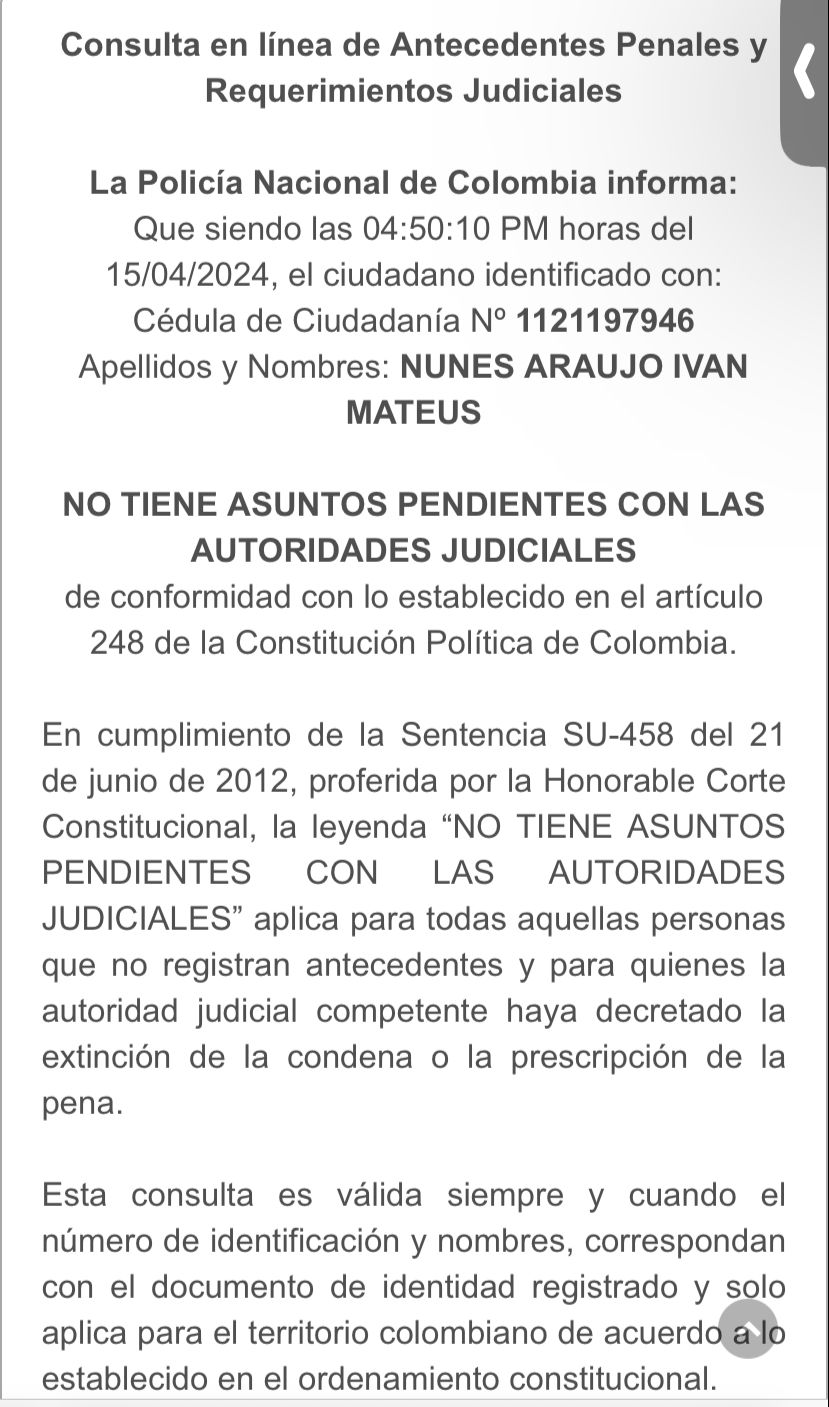 Consulta en línea de Antecedentes Penales y
Requerimientos Judiciales
La Policía Nacional de Colombia informa:
Que siendo las 04:50:10 PM horas del
15/04/2024, el ciudadano identificado con:
Cédula de Ciudadanía Nº 1121197946
Apellidos y Nombres: NUNES ARAUJO IVAN
MATEUS
NO TIENE ASUNTOS PENDIENTES CON LAS
AUTORIDADES JUDICIALES
de conformidad con lo establecido en el artículo
248 de la Constitución Política de Colombia.
En cumplimiento de la Sentencia SU-458 del 21
de junio de 2012, proferida por la Honorable Corte
Constitucional, la leyenda “NO TIENE ASUNTOS
PENDIENTES CON LAS AUTORIDADES
JUDICIALES” aplica para todas aquellas personas
que no registran antecedentes y para quienes la
autoridad judicial competente haya decretado la
extinción de la condena o la prescripción de la
pena.
Esta consulta es válida siempre y cuando el
número de identificación y nombres, correspondan
con el documento de identidad registrado y solo
aplica para el territorio colombiano de acuerdo a lo
establecido en el ordenamiento constitucional.